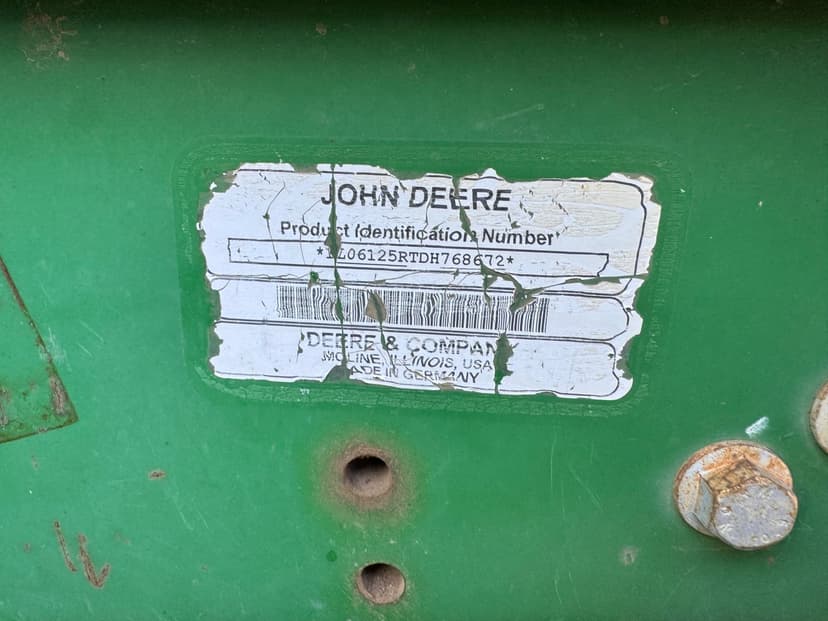 JOHN DEERE
Product Identification Number
*1L06125RTDH768672*
DEERE & COMPANY
MOLINE, ILLINOIS, USA
MADE IN GERMANY